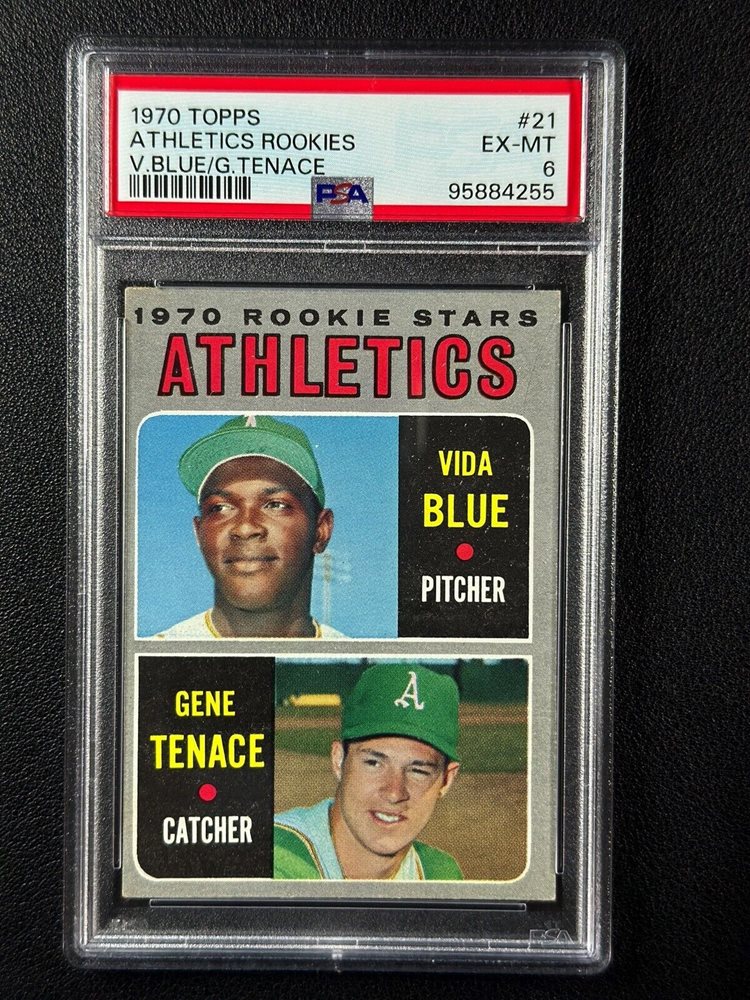 1970 TOPPS #21
ATHLETICS ROOKIES EX-MT
V.BLUE/G.TENACE 6
PSA 95884255
1970 ROOKIE STARS
ATHLETICS
A
VIDA
BLUE
PITCHER
A
GENE
TENACE
CATCHER
PSA